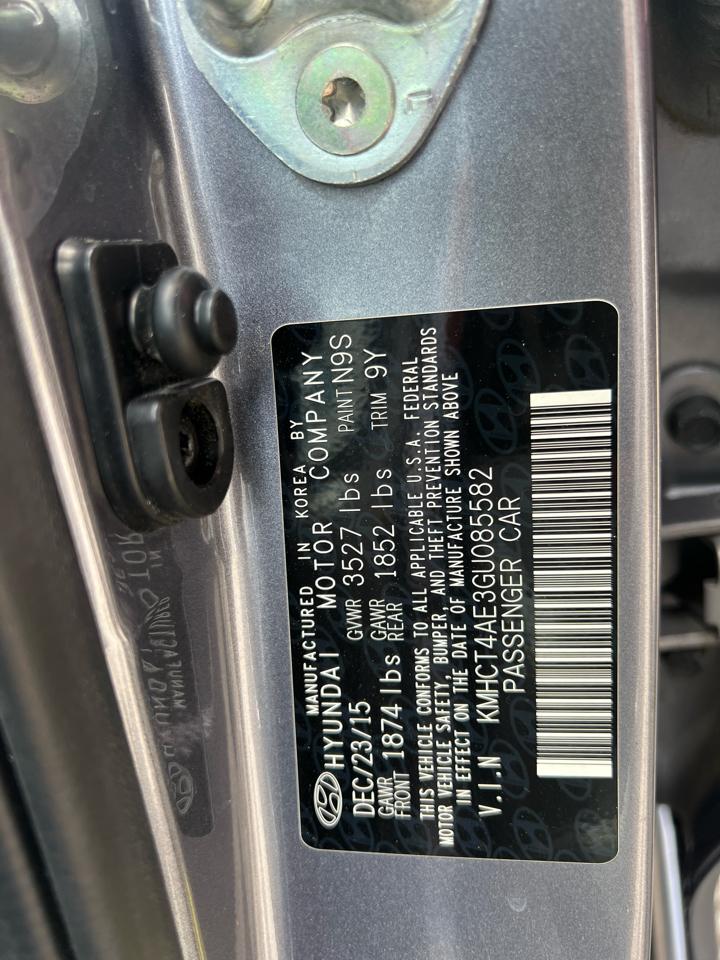 MANUFACTURED IN KOREA BY
HYUNDAI MOTOR COMPANY
DEC/23/15 GVWR 3527 lbs PAINT N9S
GAWR FRONT 1874 lbs GAWR REAR 1852 lbs TRIM 9Y
THIS VEHICLE CONFORMS TO ALL APPLICABLE U.S.A. FEDERAL
MOTOR VEHICLE SAFETY, BUMPER, AND THEFT PREVENTION STANDARDS
IN EFFECT ON THE DATE OF MANUFACTURE SHOWN ABOVE
V.I.N KMHCT4AE3GU085582
PASSENGER CAR